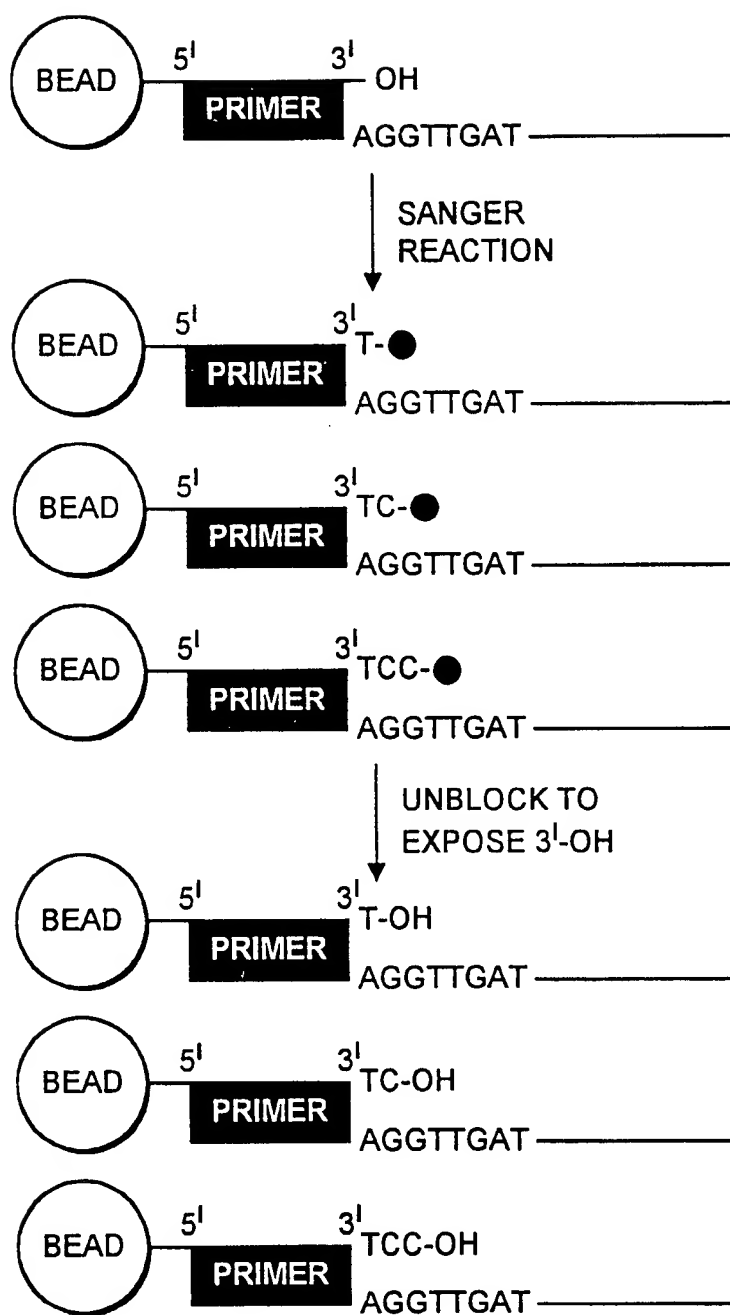 5' 3'
BEAD OH
PRIMER
AGGTTGAT
SANGER
REACTION
5' 3'
BEAD T-●
PRIMER
AGGTTGAT
5' 3'
BEAD TC-●
PRIMER
AGGTTGAT
5' 3'
BEAD TCC-●
PRIMER
AGGTTGAT
UNBLOCK TO
EXPOSE 3'-OH
5' 3'
BEAD T-OH
PRIMER
AGGTTGAT
5' 3'
BEAD TC-OH
PRIMER
AGGTTGAT
5' 3'
BEAD TCC-OH
PRIMER
AGGTTGAT